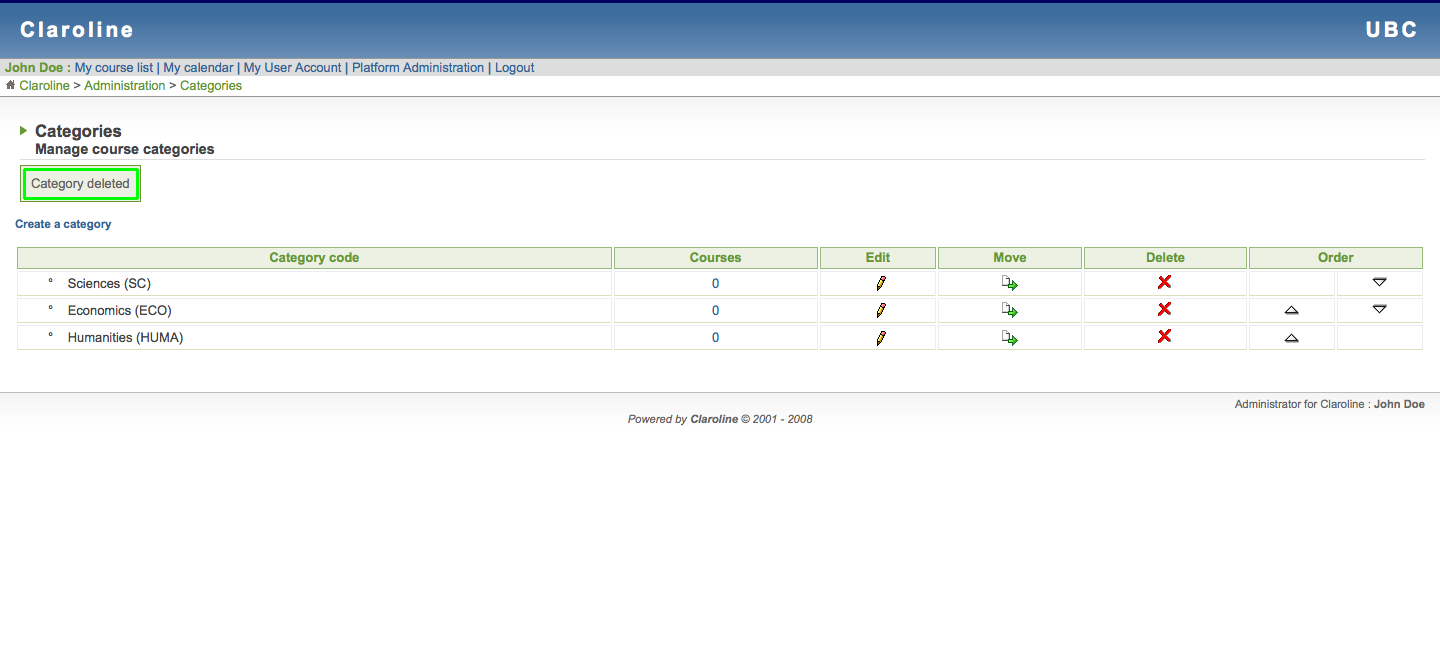 Claroline UBC
John Doe : My course list | My calendar | My User Account | Platform Administration | Logout
Claroline > Administration > Categories
Categories
Manage course categories
Category deleted
Create a category
Category code Courses Edit Move Delete Order
° Sciences (SC) 0
° Economics (ECO) 0
° Humanities (HUMA) 0
Administrator for Claroline : John Doe
Powered by Claroline © 2001 - 2008